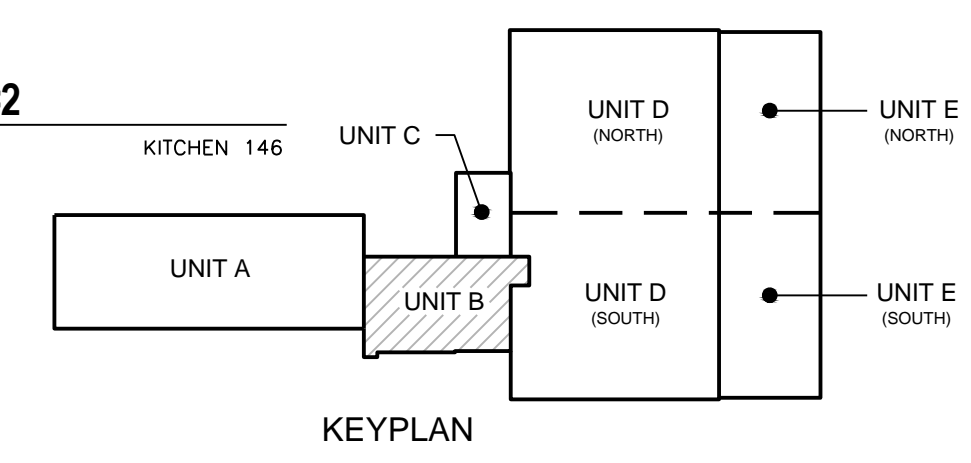 2
KITCHEN 146
UNIT C
UNIT D
(NORTH)
UNIT E
(NORTH)
UNIT A
UNIT B
UNIT D
(SOUTH)
UNIT E
(SOUTH)
KEYPLAN